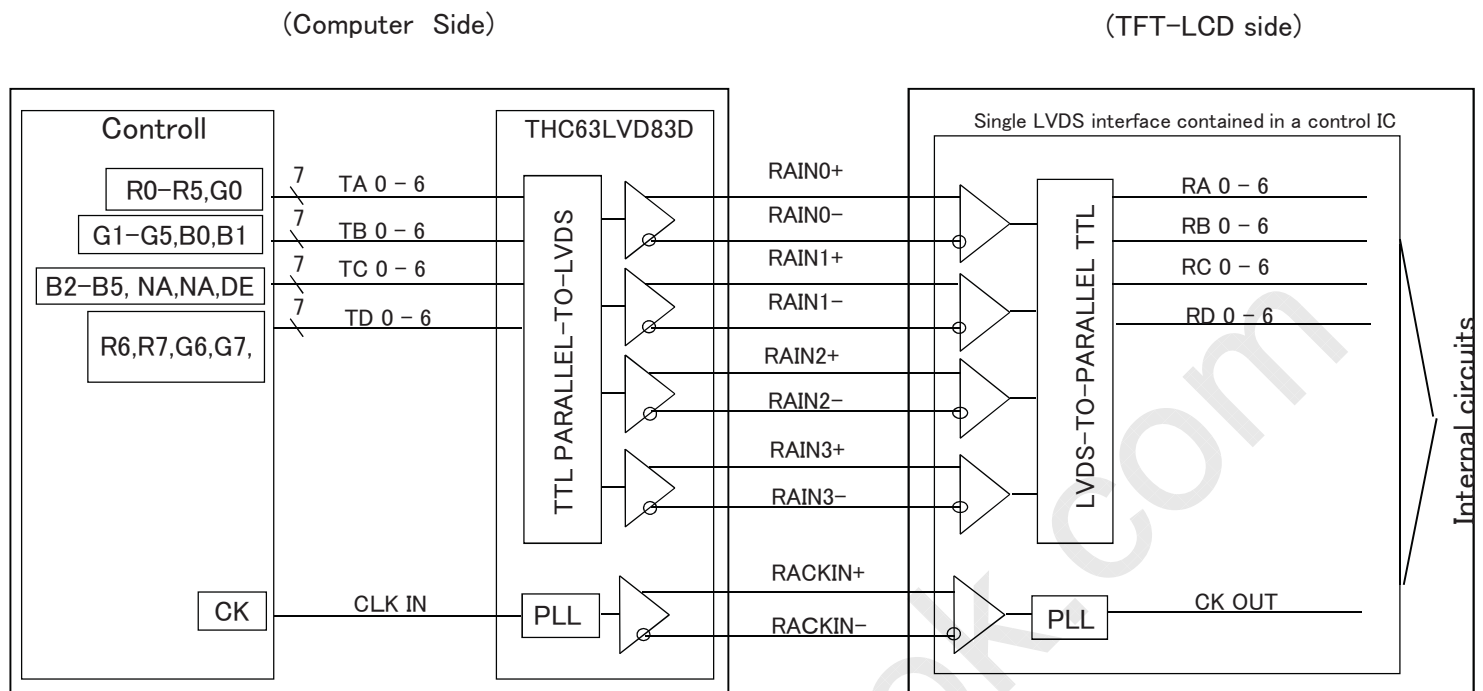 (Computer Side)
(TFT-LCD side)
Controll
THC63LVD83D
Single LVDS interface contained in a control IC
R0-R5,G0
7
TA 0 - 6
G1-G5,B0,B1
7
TB 0 - 6
B2-B5, NA,NA,DE
7
TC 0 - 6
R6,R7,G6,G7,
7
TD 0 - 6
TTL PARALLEL-TO-LVDS
RAIN0+
RAIN0-
RAIN1+
RAIN1-
RAIN2+
RAIN2-
RAIN3+
RAIN3-
LVDS-TO-PARALLEL TTL
RA 0 - 6
RB 0 - 6
RC 0 - 6
RD 0 - 6
Internal circuits
CK
CLK IN
PLL
RACKIN+
RACKIN-
PLL
CK OUT